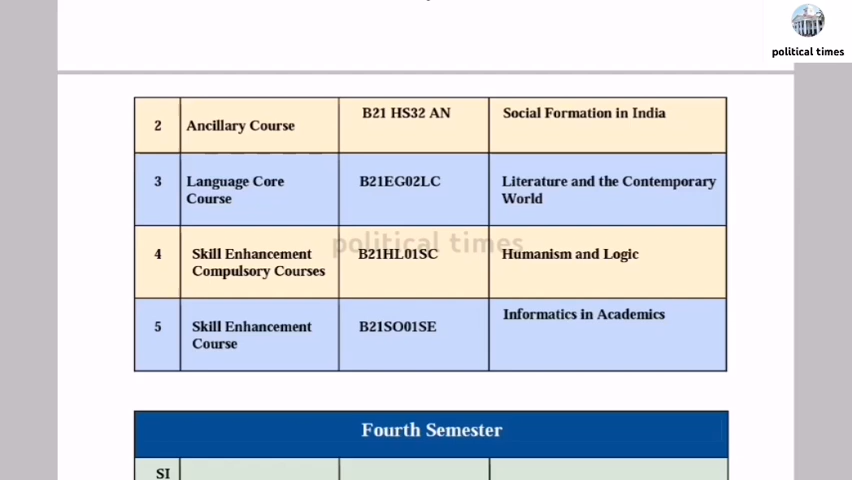 political times
2 Ancillary Course B21 HS32 AN Social Formation in India
3 Language Core Course B21EG02LC Literature and the Contemporary World
political times
4 Skill Enhancement Compulsory Courses B21HL01SC Humanism and Logic
5 Skill Enhancement Course B21SO01SE Informatics in Academics
Fourth Semester
SI